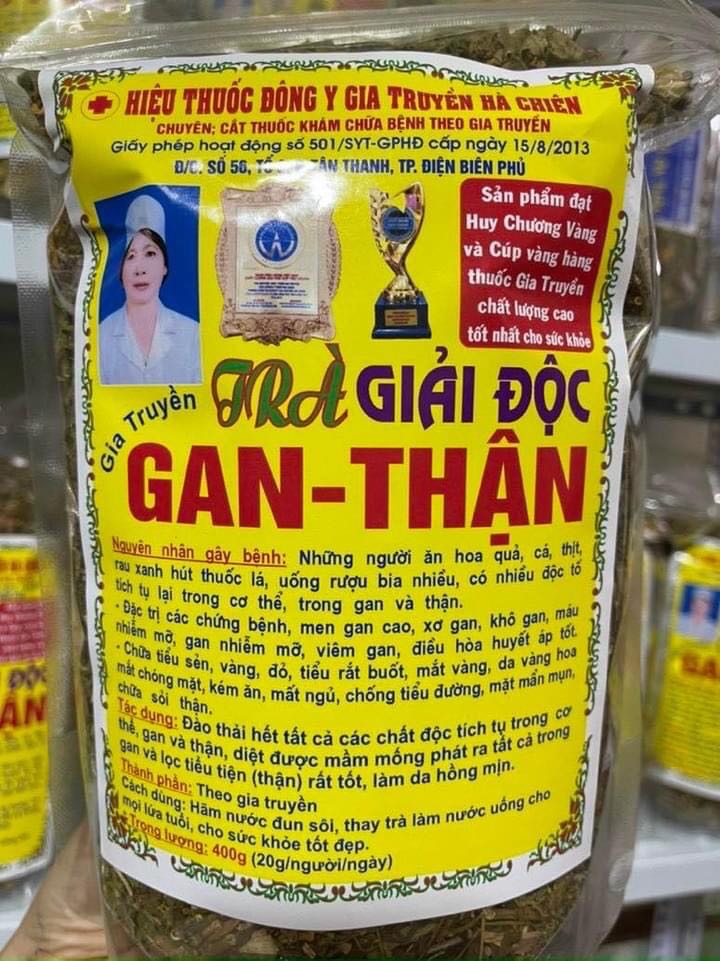 HIỆU THUỐC ĐÔNG Y GIA TRUYỀN HÀ CHIÊN
CHUYÊN; CẮT THUỐC KHÁM CHỮA BỆNH THEO GIA TRUYỀN
Giấy phép hoạt động số 501/SYT-GPHĐ cấp ngày 15/8/2013
Đ/C. SỐ 56, TÂN THANH, TP. ĐIỆN BIÊN PHỦ
Sản phẩm đạt
Huy Chương Vàng
và Cúp vàng hàng
thuốc Gia Truyền
chất lượng cao
tốt nhất cho sức khỏe
Gia Truyền
TRÀ GIẢI ĐỘC
GAN-THẬN
Nguyên nhân gây bệnh: Những người ăn hoa quả, cá, thịt,
rau xanh hút thuốc lá, uống rượu bia nhiều, có nhiều độc tố
tích tụ lại trong cơ thể, trong gan và thận.
- Đặc trị các chứng bệnh, men gan cao, xơ gan, khô gan, máu
nhiễm mỡ, gan nhiễm mỡ, viêm gan, điều hòa huyết áp tốt.
- Chữa tiểu sẻn, vàng, đỏ, tiểu rắt buốt, mắt vàng, da vàng hoa
mắt chóng mặt, kém ăn, mất ngủ, chống tiểu đường, mặt mẩn mụn,
chữa sỏi thận.
Tác dụng: Đào thải hết tất cả các chất độc tích tụ trong cơ
thể, gan và thận, diệt được mầm mống phát ra tất cả trong
gan và lọc tiểu tiện (thận) rất tốt, làm da hồng mịn.
Thành phần: Theo gia truyền
Cách dùng: Hãm nước đun sôi, thay trà làm nước uống cho
mọi lứa tuổi, cho sức khỏe tốt đẹp.
Trọng lượng: 400g (20g/người/ngày)
GAN